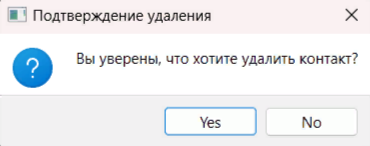 Подтверждение удаления
Вы уверены, что хотите удалить контакт?
Yes
No